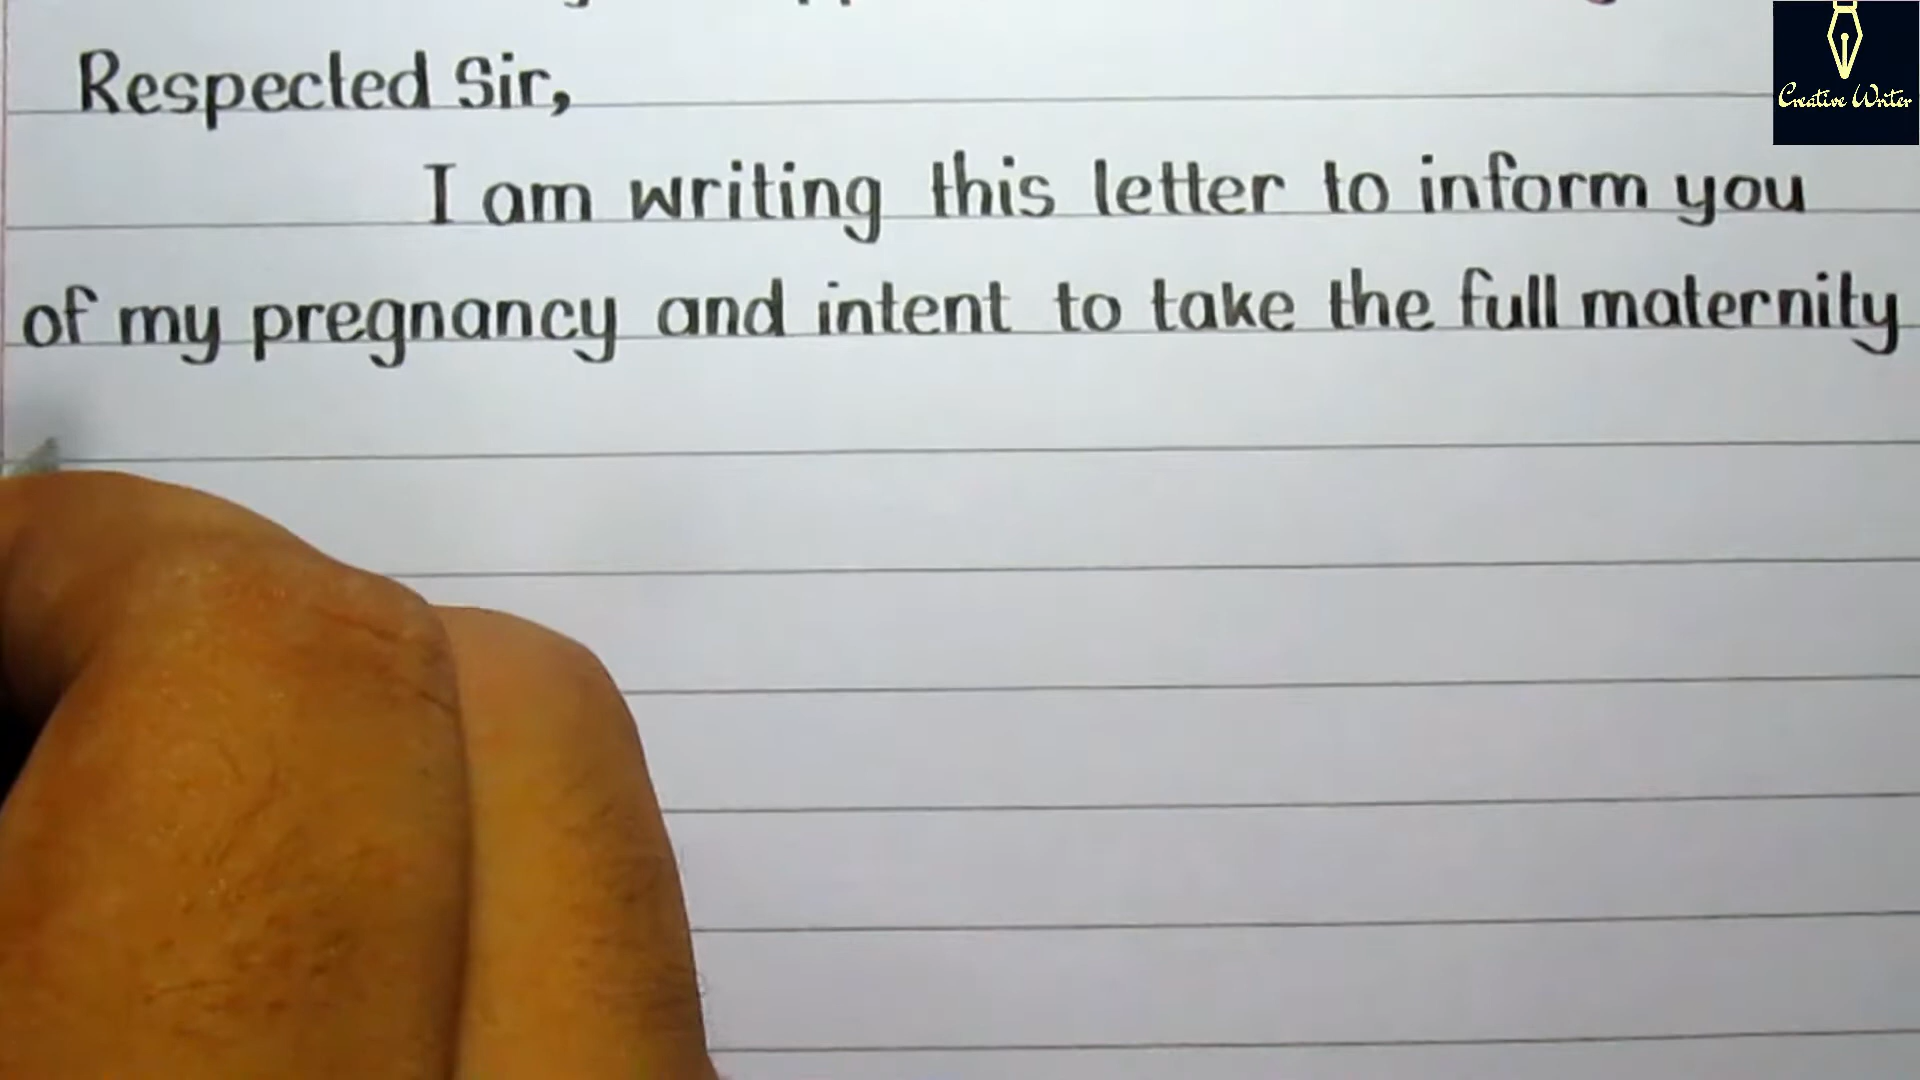 Respected Sir,
I am writing this letter to inform you
of my pregnancy and intent to take the full maternity
Creative Writer